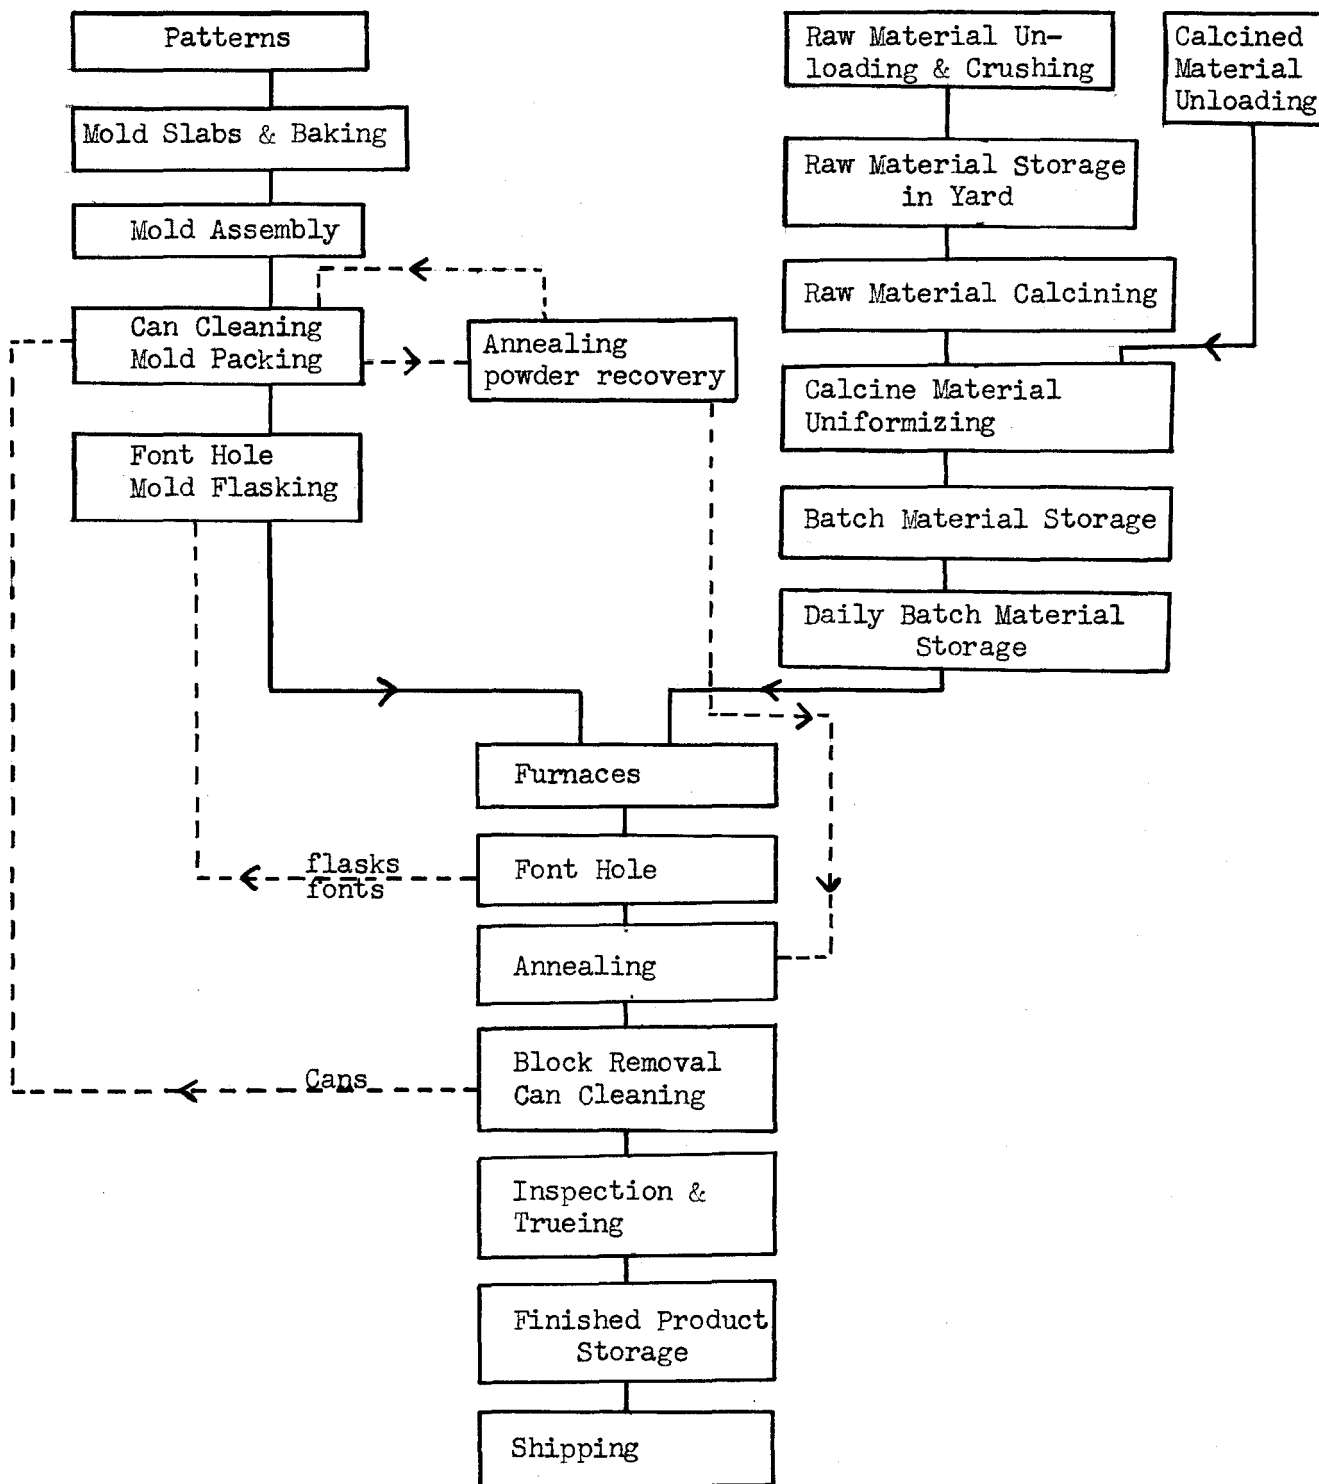 Patterns
Mold Slabs & Baking
Mold Assembly
Can Cleaning
Mold Packing
Annealing
powder recovery
Font Hole
Mold Flasking
Raw Material Un-
loading & Crushing
Calcined
Material
Unloading
Raw Material Storage
in Yard
Raw Material Calcining
Calcine Material
Uniformizing
Batch Material Storage
Daily Batch Material
Storage
Furnaces
flasks
fonts
Font Hole
Annealing
Cans
Block Removal
Can Cleaning
Inspection &
Trueing
Finished Product
Storage
Shipping